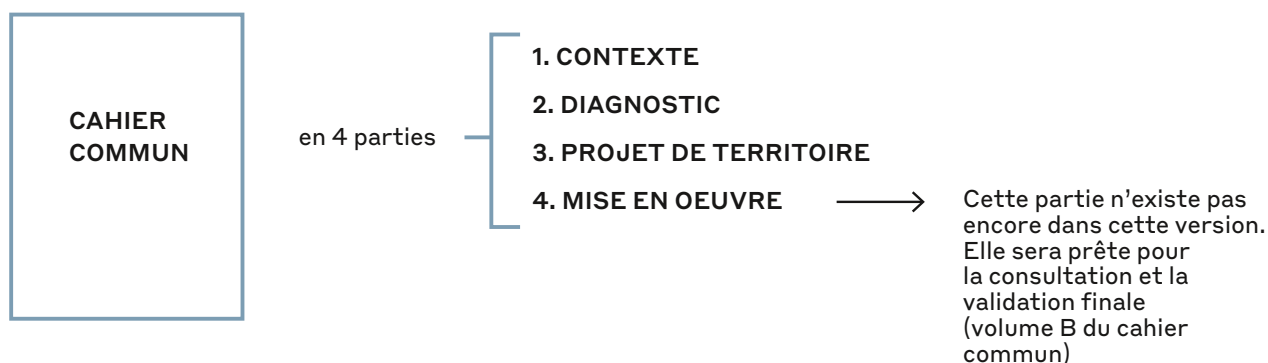 CAHIER
COMMUN
en 4 parties
1. CONTEXTE
2. DIAGNOSTIC
3. PROJET DE TERRITOIRE
4. MISE EN OEUVRE
Cette partie n’existe pas
encore dans cette version.
Elle sera prête pour
la consultation et la
validation finale
(volume B du cahier
commun)